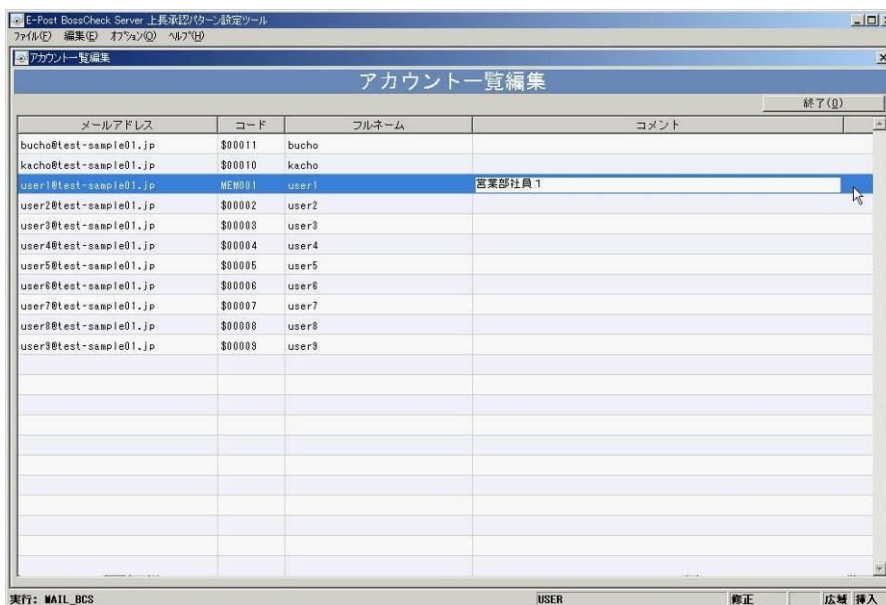 E-Post BossCheck Server 上長承認パターン設定ツール
ファイル(F) 編集(E) オプション(O) ヘルプ(H)
アカウント一覧編集
アカウント一覧編集
終了(Q)
メールアドレス コード フルネーム コメント
bucho@test-sample01.jp $00011 bucho
kacho@test-sample01.jp $00010 kacho
user1@test-sample01.jp MEM001 user1 営業部社員1
user2@test-sample01.jp $00002 user2
user3@test-sample01.jp $00003 user3
user4@test-sample01.jp $00004 user4
user5@test-sample01.jp $00005 user5
user6@test-sample01.jp $00006 user6
user7@test-sample01.jp $00007 user7
user8@test-sample01.jp $00008 user8
user9@test-sample01.jp $00009 user9
実行: MAIL_BCS USER 修正 広域 挿入